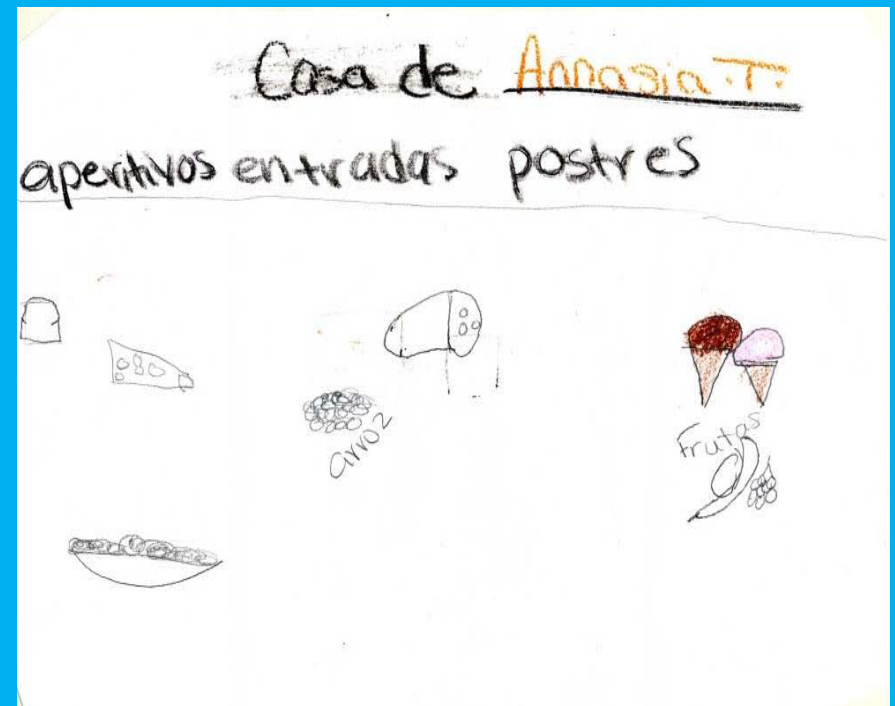 Casa de Annasia T.
aperitivos entradas postres
arroz
Frutas